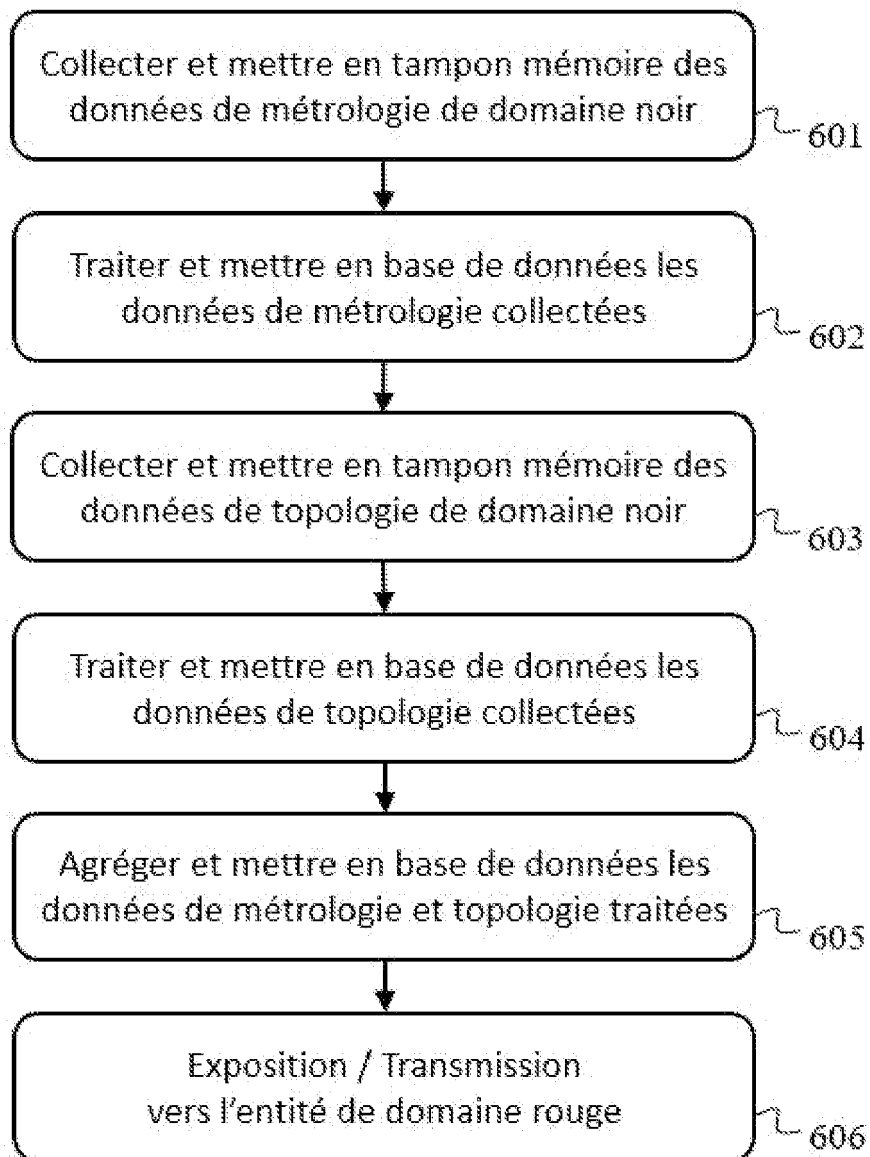 Collecter et mettre en tampon mémoire des
données de métrologie de domaine noir
601
Traiter et mettre en base de données les
données de métrologie collectées
602
Collecter et mettre en tampon mémoire des
données de topologie de domaine noir
603
Traiter et mettre en base de données les
données de topologie collectées
604
Agréger et mettre en base de données les
données de métrologie et topologie traitées
605
Exposition / Transmission
vers l'entité de domaine rouge
606